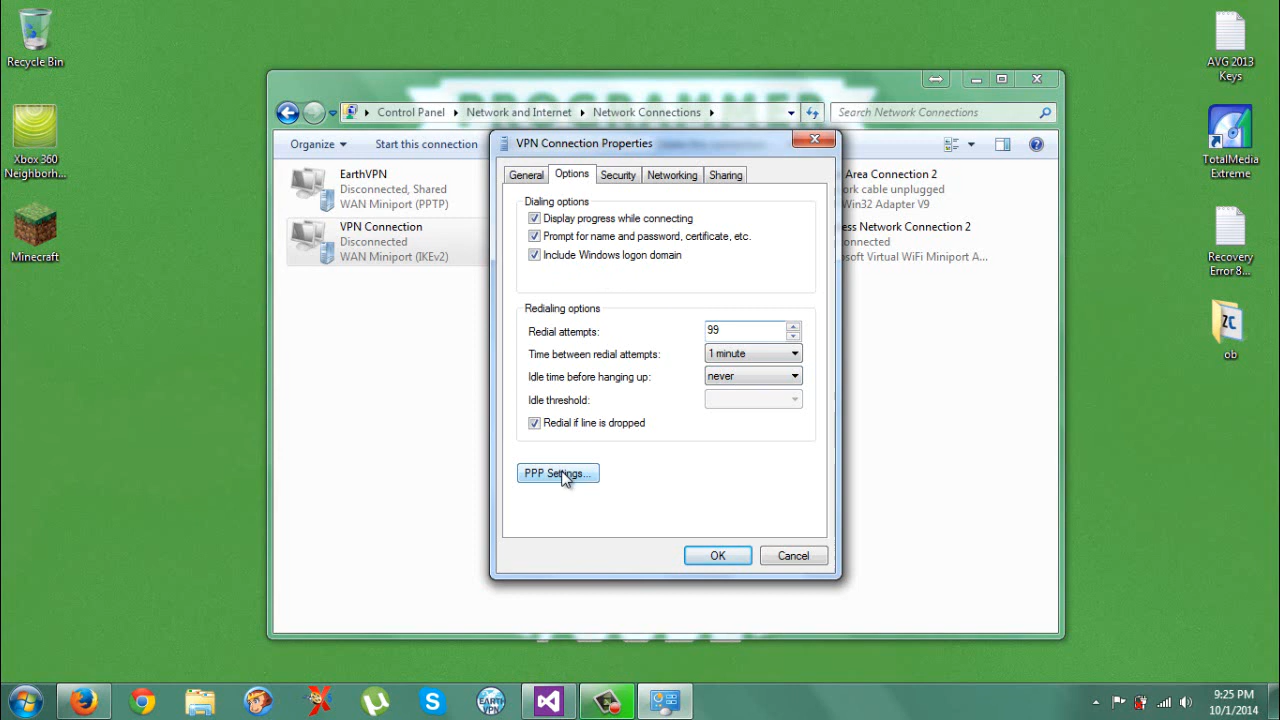 Recycle Bin
Xbox 360
Neighborh...
Minecraft
AVG 2013
Keys
TotalMedia
Extreme
Recovery
Error 8...
ZC
ob
Control Panel
Network and Internet
Network Connections
Search Network Connections
Organize
Start this connection
EarthVPN
Disconnected, Shared
WAN Miniport (PPTP)
VPN Connection
Disconnected
WAN Miniport (IKEv2)
Area Connection 2
rk cable unplugged
Win32 Adapter V9
ess Network Connection 2
onnected
soft Virtual WiFi Miniport A...
VPN Connection Properties
General
Options
Security
Networking
Sharing
Dialing options
Display progress while connecting
Prompt for name and password, certificate, etc.
Include Windows logon domain
Redialing options
Redial attempts:
99
Time between redial attempts:
1 minute
Idle time before hanging up:
never
Idle threshold:
Redial if line is dropped
PPP Settings...
OK
Cancel
EARTH
VPN
9:25 PM
10/1/2014